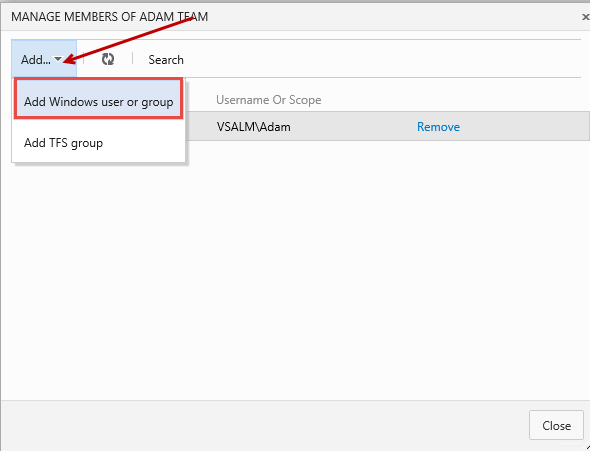 MANAGE MEMBERS OF ADAM TEAM
Add... Search
Add Windows user or group
Username Or Scope
VSALM\Adam Remove
Add TFS group
Close